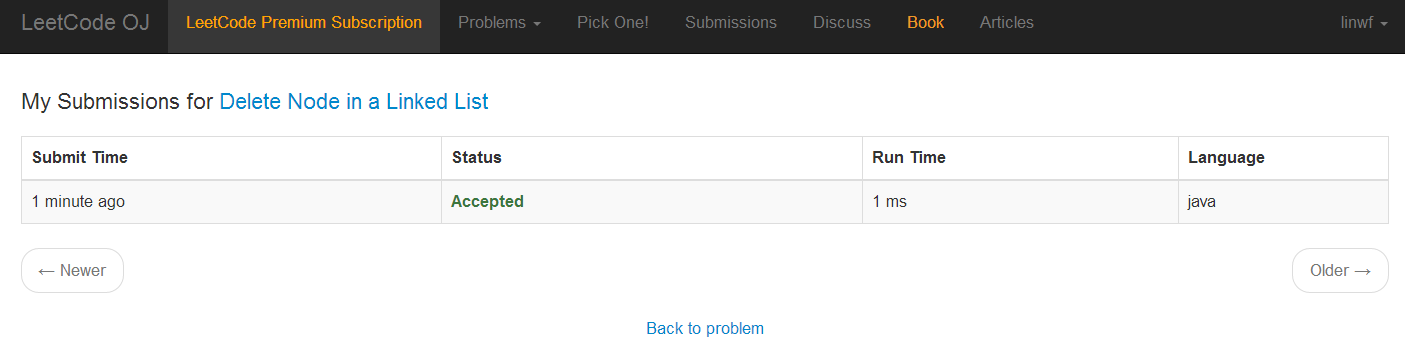 LeetCode OJ LeetCode Premium Subscription Problems Pick One! Submissions Discuss Book Articles linwf
My Submissions for Delete Node in a Linked List
Submit Time Status Run Time Language
1 minute ago Accepted 1 ms java
← Newer Older →
Back to problem